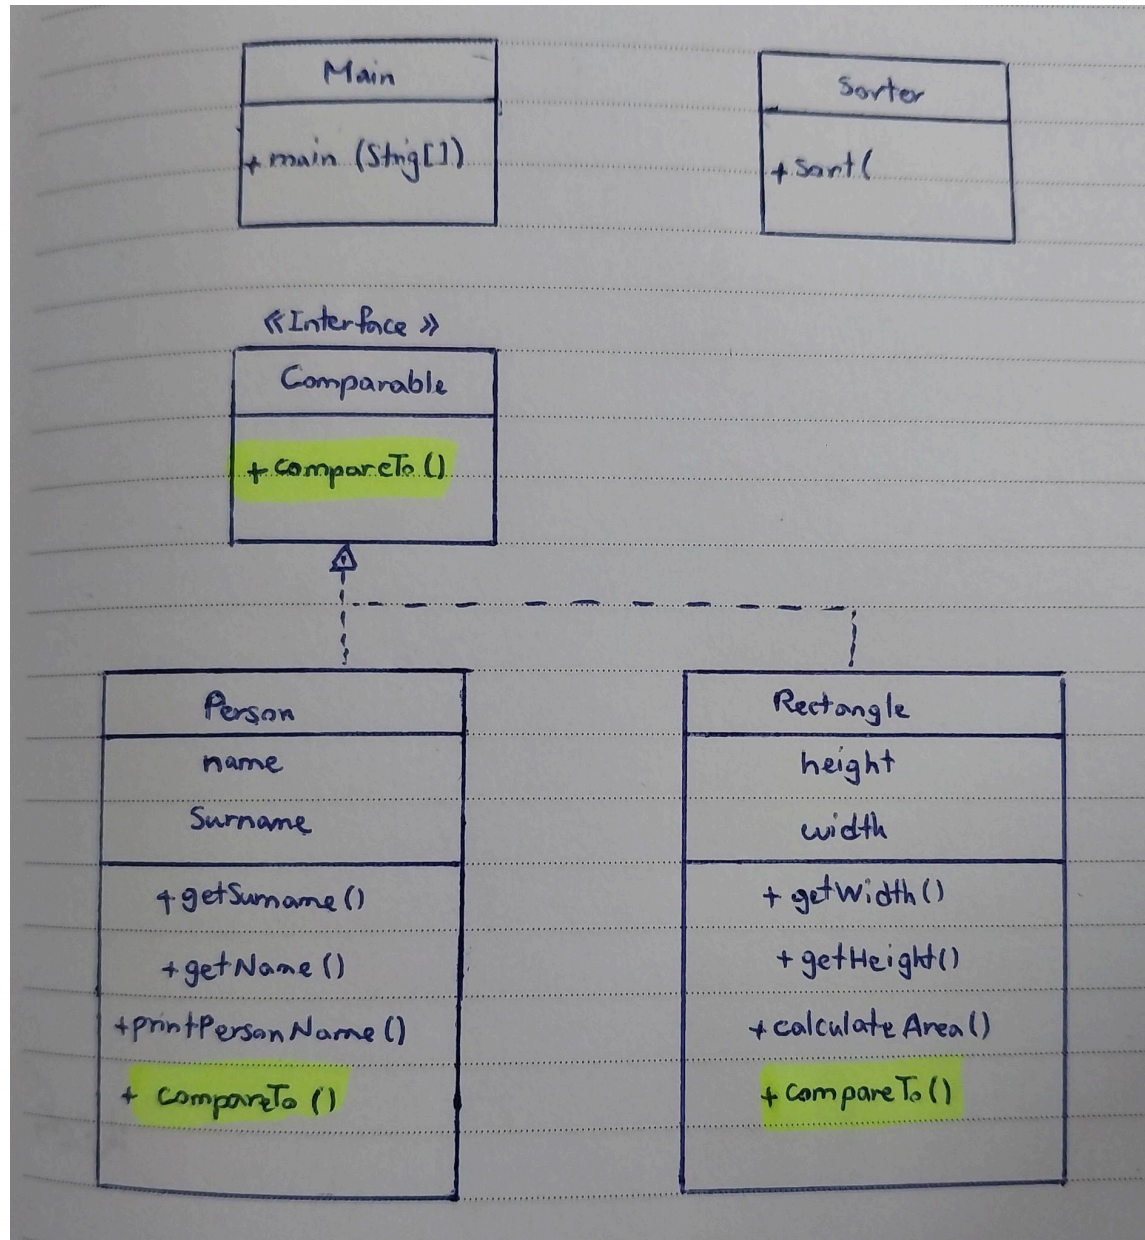 Main
+ main (Strig[])
Sorter
+ Sort(
«Interface»
Comparable
+ compareTo()
Person
name
Surname
+ getSurname()
+ getName()
+ printPersonName()
+ compareTo()
Rectangle
height
width
+ getWidth()
+ getHeight()
+ calculateArea()
+ compareTo()